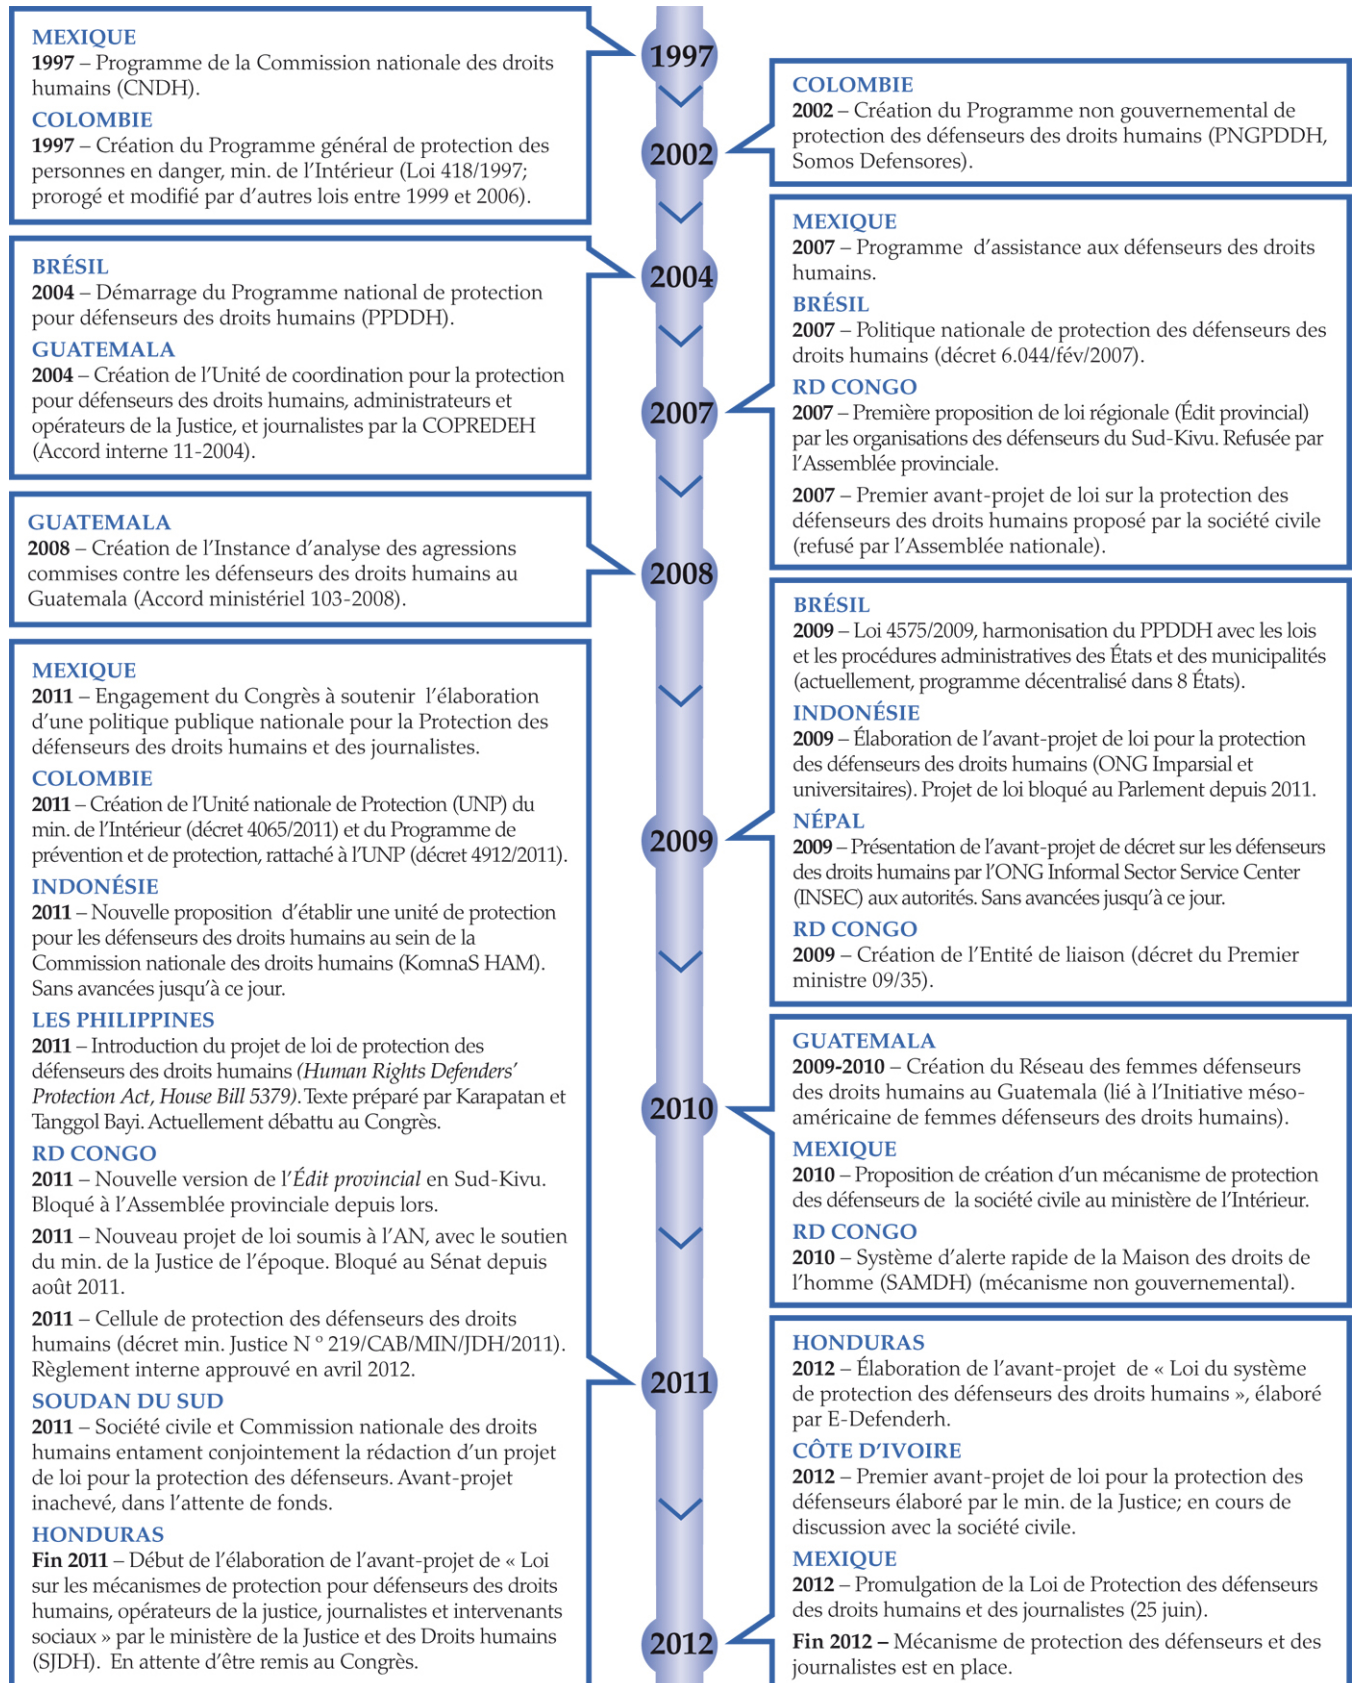 1997
MEXIQUE
1997 – Programme de la Commission nationale des droits
humains (CNDH).
COLOMBIE
1997 – Création du Programme général de protection des
personnes en danger, min. de l’Intérieur (Loi 418/1997;
prorogé et modifié par d’autres lois entre 1999 et 2006).
2002
COLOMBIE
2002 – Création du Programme non gouvernemental de
protection des défenseurs des droits humains (PNGPDDH,
Somos Defensores).
2004
BRÉSIL
2004 – Démarrage du Programme national de protection
pour défenseurs des droits humains (PPDDH).
GUATEMALA
2004 – Création de l’Unité de coordination pour la protection
pour défenseurs des droits humains, administrateurs et
opérateurs de la Justice, et journalistes par la COPREDEH
(Accord interne 11-2004).
2007
MEXIQUE
2007 – Programme d’assistance aux défenseurs des droits
humains.
BRÉSIL
2007 – Politique nationale de protection des défenseurs des
droits humains (décret 6.044/fév/2007).
RD CONGO
2007 – Première proposition de loi régionale (Édit provincial)
par les organisations des défenseurs du Sud-Kivu. Refusée par
l’Assemblée provinciale.
2007 – Premier avant-projet de loi sur la protection des
défenseurs des droits humains proposé par la société civile
(refusé par l’Assemblée nationale).
2008
GUATEMALA
2008 – Création de l’Instance d’analyse des agressions
commises contre les défenseurs des droits humains au
Guatemala (Accord ministériel 103-2008).
2009
BRÉSIL
2009 – Loi 4575/2009, harmonisation du PPDDH avec les lois
et les procédures administratives des États et des municipalités
(actuellement, programme décentralisé dans 8 États).
INDONÉSIE
2009 – Élaboration de l’avant-projet de loi pour la protection
des défenseurs des droits humains (ONG Imparsial et
universitaires). Projet de loi bloqué au Parlement depuis 2011.
NÉPAL
2009 – Présentation de l’avant-projet de décret sur les défenseurs
des droits humains par l’ONG Informal Sector Service Center
(INSEC) aux autorités. Sans avancées jusqu’à ce jour.
RD CONGO
2009 – Création de l’Entité de liaison (décret du Premier
ministre 09/35).
2010
GUATEMALA
2009-2010 – Création du Réseau des femmes défenseurs
des droits humains au Guatemala (lié à l’Initiative méso-
américaine de femmes défenseurs des droits humains).
MEXIQUE
2010 – Proposition de création d’un mécanisme de protection
des défenseurs de la société civile au ministère de l’Intérieur.
RD CONGO
2010 – Système d’alerte rapide de la Maison des droits de
l’homme (SAMDH) (mécanisme non gouvernemental).
2011
MEXIQUE
2011 – Engagement du Congrès à soutenir l’élaboration
d’une politique publique nationale pour la Protection des
défenseurs des droits humains et des journalistes.
COLOMBIE
2011 – Création de l’Unité nationale de Protection (UNP) du
min. de l’Intérieur (décret 4065/2011) et du Programme de
prévention et de protection, rattaché à l’UNP (décret 4912/2011).
INDONÉSIE
2011 – Nouvelle proposition d’établir une unité de protection
pour les défenseurs des droits humains au sein de la
Commission nationale des droits humains (KomnaS HAM).
Sans avancées jusqu’à ce jour.
LES PHILIPPINES
2011 – Introduction du projet de loi de protection des
défenseurs des droits humains (Human Rights Defenders’
Protection Act, House Bill 5379). Texte préparé par Karapatan et
Tanggol Bayi. Actuellement débattu au Congrès.
RD CONGO
2011 – Nouvelle version de l’Édit provincial en Sud-Kivu.
Bloqué à l’Assemblée provinciale depuis lors.
2011 – Nouveau projet de loi soumis à l’AN, avec le soutien
du min. de la Justice de l’époque. Bloqué au Sénat depuis
août 2011.
2011 – Cellule de protection des défenseurs des droits
humains (décret min. Justice N º 219/CAB/MIN/JDH/2011).
Règlement interne approuvé en avril 2012.
SOUDAN DU SUD
2011 – Société civile et Commission nationale des droits
humains entament conjointement la rédaction d’un projet
de loi pour la protection des défenseurs. Avant-projet
inachevé, dans l’attente de fonds.
HONDURAS
Fin 2011 – Début de l’élaboration de l’avant-projet de « Loi
sur les mécanismes de protection pour défenseurs des droits
humains, opérateurs de la justice, journalistes et intervenants
sociaux » par le ministère de la Justice et des Droits humains
(SJDH). En attente d’être remis au Congrès.
2012
HONDURAS
2012 – Élaboration de l’avant-projet de « Loi du système
de protection des défenseurs des droits humains », élaboré
par E-Defenderh.
CÔTE D’IVOIRE
2012 – Premier avant-projet de loi pour la protection des
défenseurs élaboré par le min. de la Justice; en cours de
discussion avec la société civile.
MEXIQUE
2012 – Promulgation de la Loi de Protection des défenseurs
des droits humains et des journalistes (25 juin).
Fin 2012 – Mécanisme de protection des défenseurs et des
journalistes est en place.